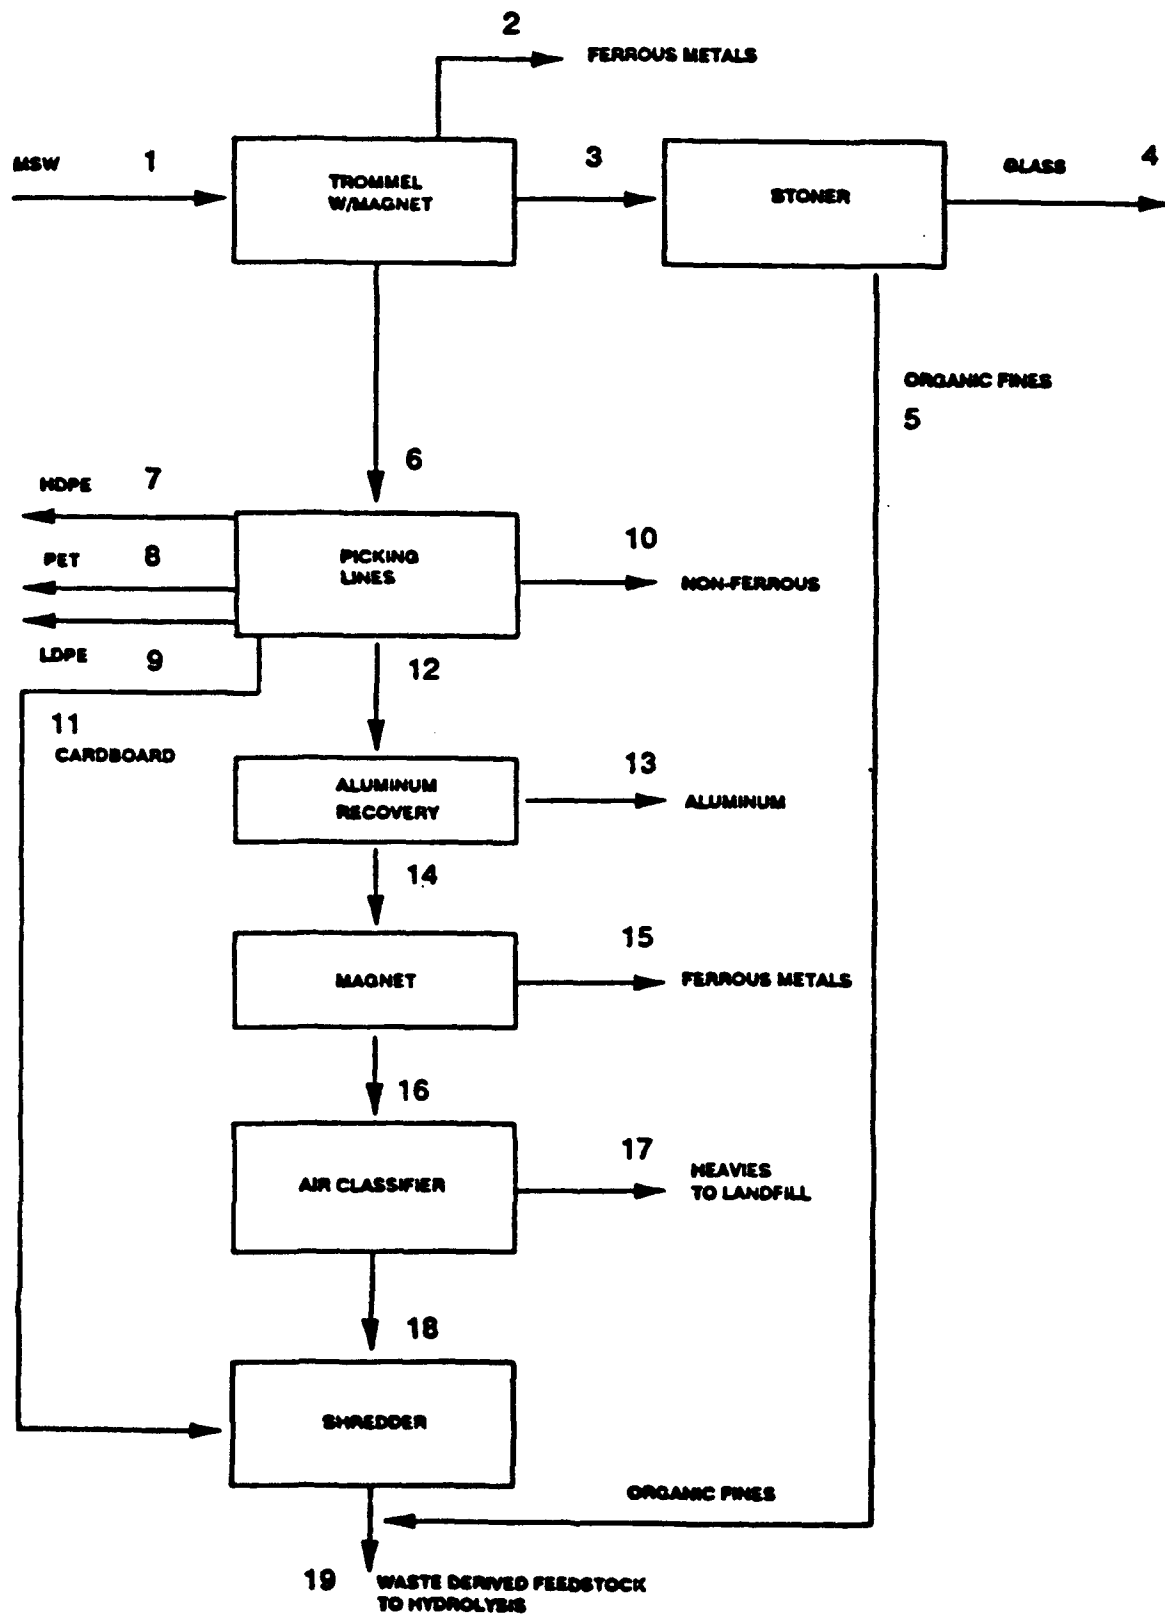 2
FERROUS METALS
MSW
1
TROMMEL
W/MAGNET
3
STONER
GLASS
4
ORGANIC FINES
5
6
HDPE
7
PET
8
LDPE
9
PICKING
LINES
10
NON-FERROUS
11
CARDBOARD
12
ALUMINUM
RECOVERY
13
ALUMINUM
14
MAGNET
15
FERROUS METALS
16
AIR CLASSIFIER
17
HEAVIES
TO LANDFILL
18
SHREDDER
ORGANIC FINES
19
WASTE DERIVED FEEDSTOCK
TO HYDROLYSIS